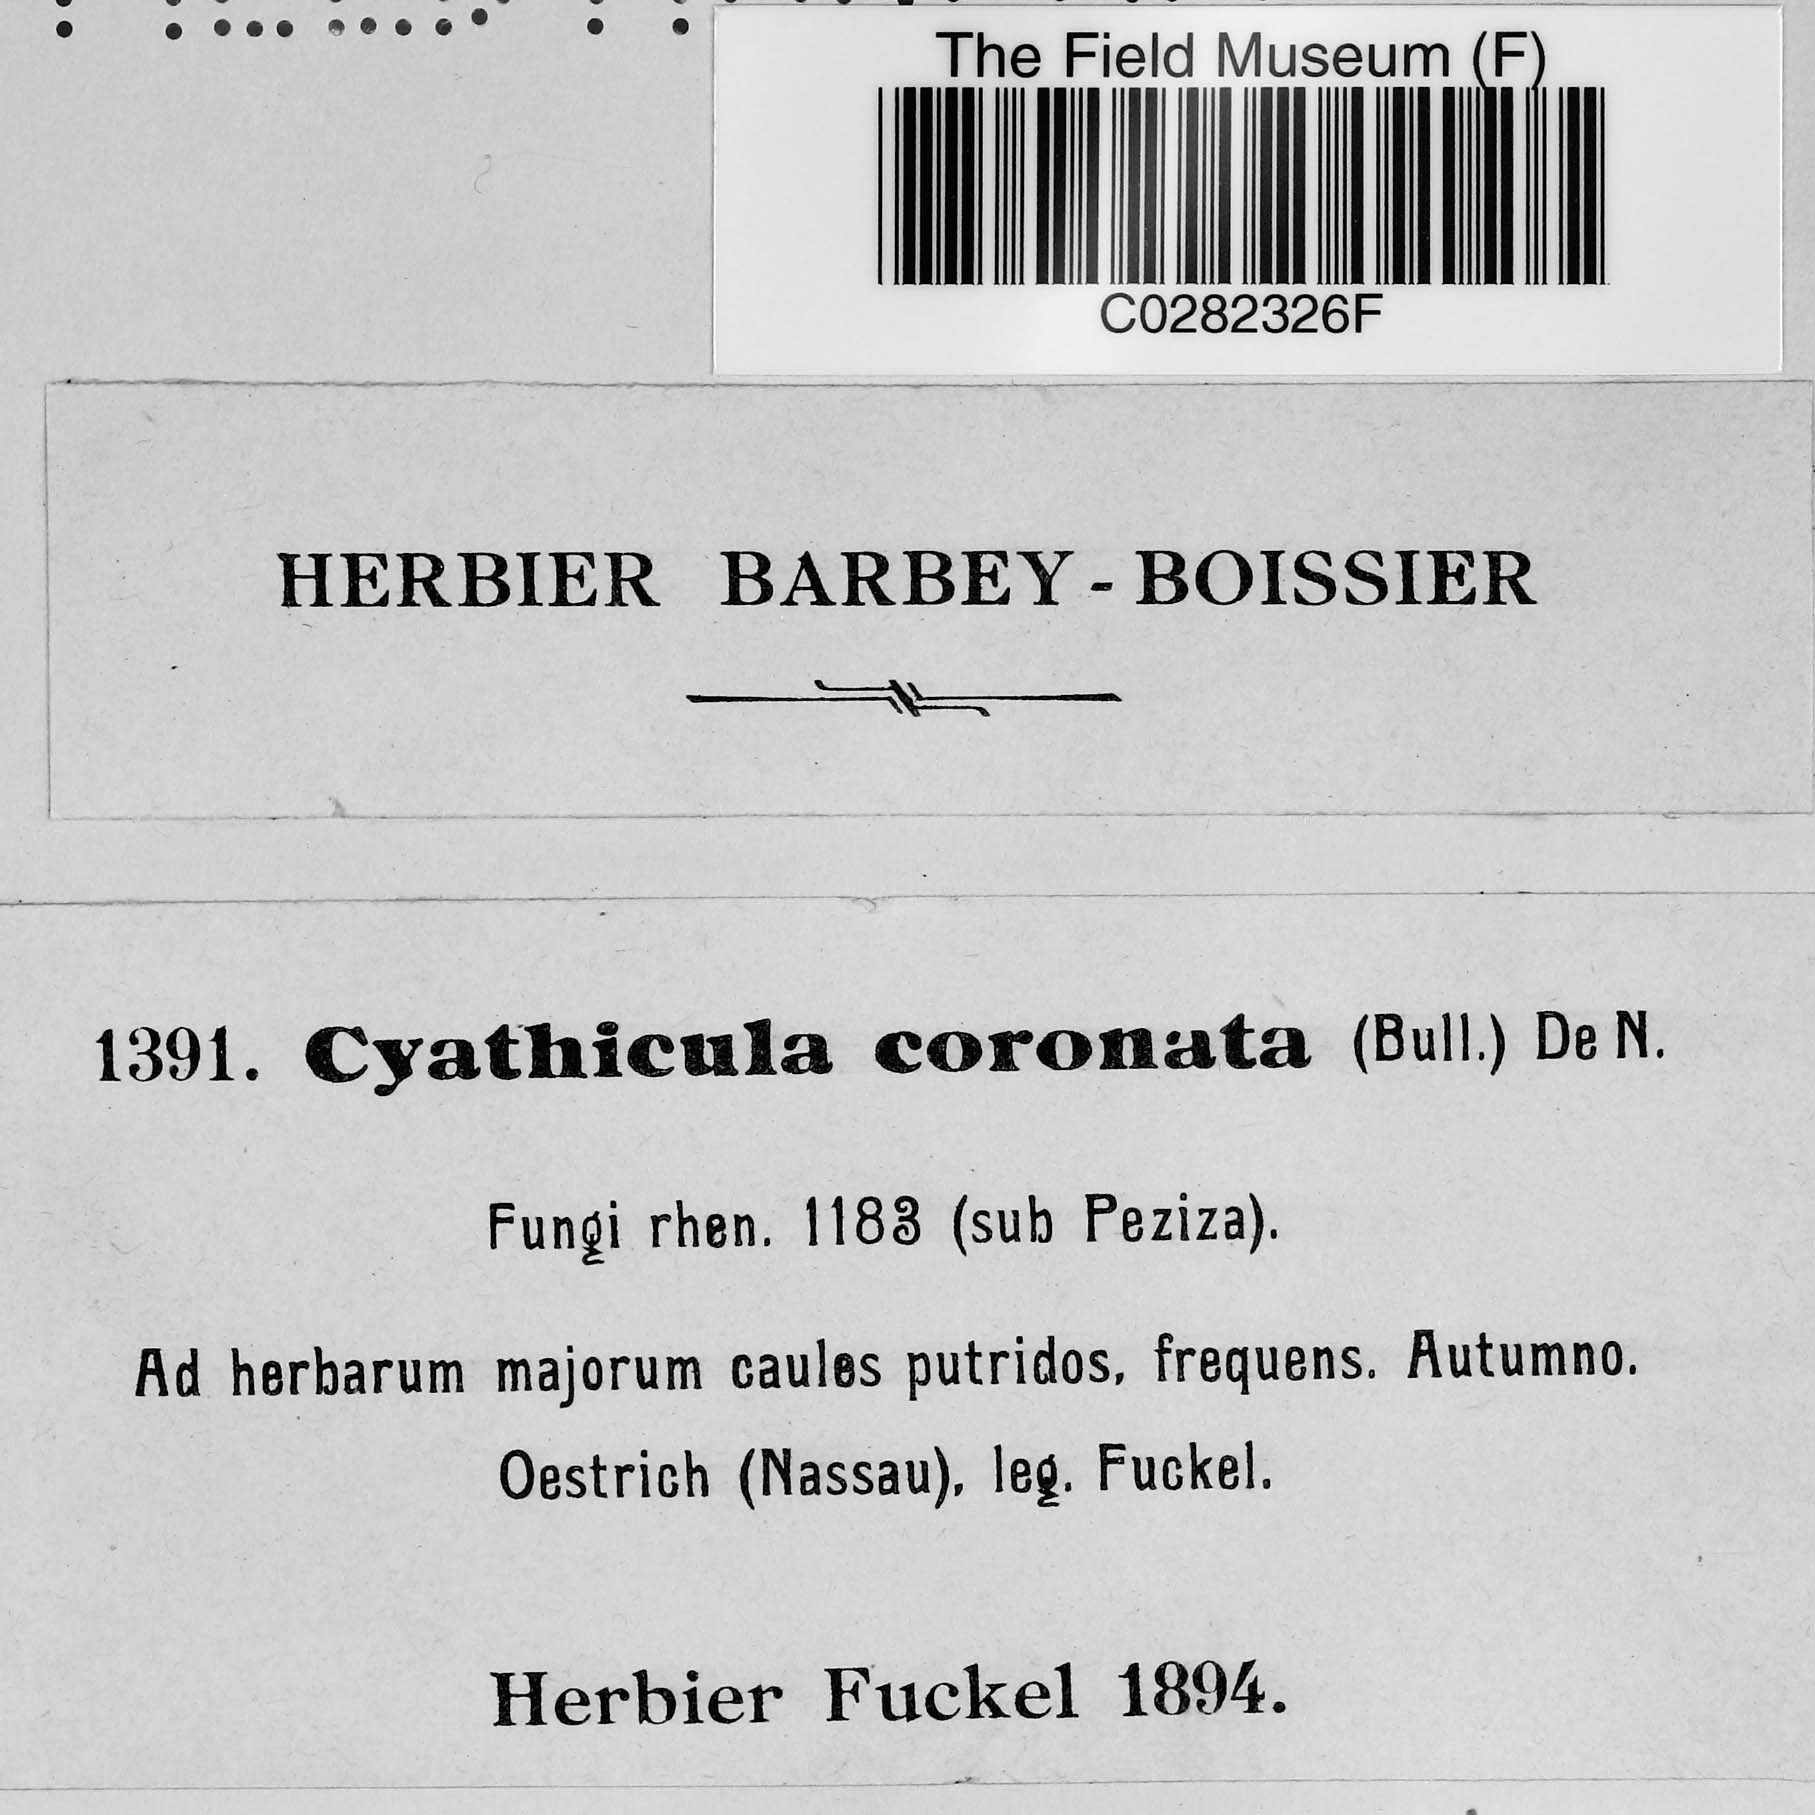 The Field Museum (F)
C0282326F
HERBIER BARBEY-BOISSIER
1391. Cyathicula coronata (Bull.) De N.
Fungi rhen. 1183 (sub Peziza).
Ad herbarum majorum caules putridos, frequens. Autumno.
Oestrich (Nassau), leg. Fuckel.
Herbier Fuckel 1894.